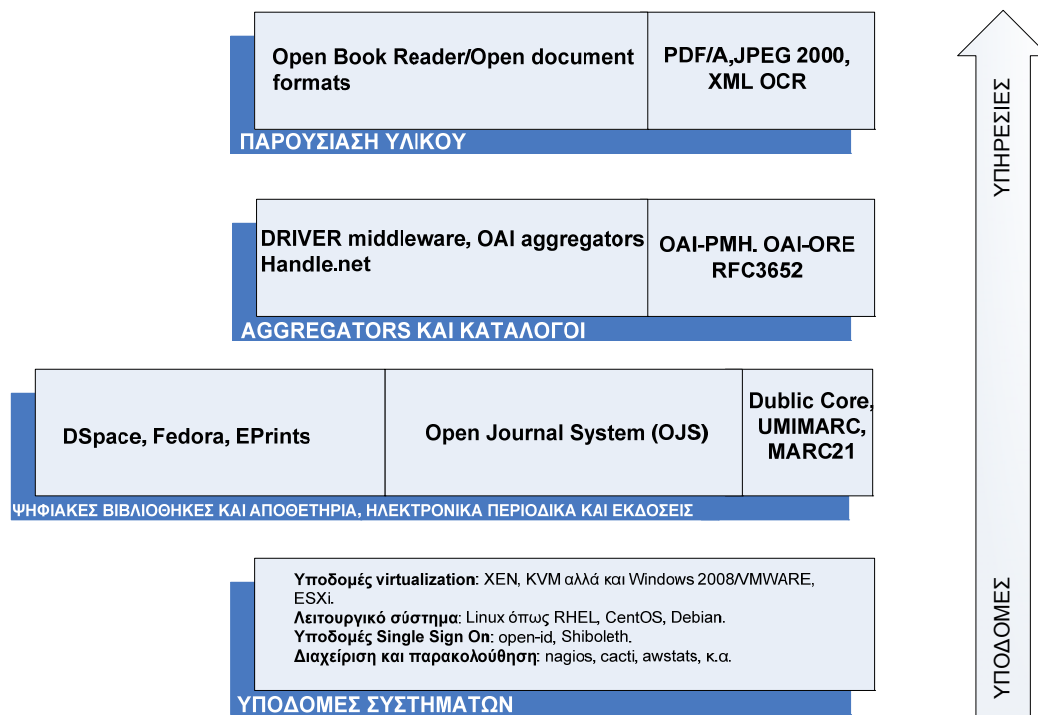 Open Book Reader/Open document
formats
PDF/A,JPEG 2000,
XML OCR
ΠΑΡΟΥΣΙΑΣΗ ΥΛΙΚΟΥ
DRIVER middleware, OAI aggregators
Handle.net
OAI-PMH. OAI-ORE
RFC3652
AGGREGATORS ΚΑΙ ΚΑΤΑΛΟΓΟΙ
DSpace, Fedora, EPrints
Open Journal System (OJS)
Dublic Core,
UMIMARC,
MARC21
ΨΗΦΙΑΚΕΣ ΒΙΒΛΙΟΘΗΚΕΣ ΚΑΙ ΑΠΟΘΕΤΗΡΙΑ, ΗΛΕΚΤΡΟΝΙΚΑ ΠΕΡΙΟΔΙΚΑ ΚΑΙ ΕΚΔΟΣΕΙΣ
Υποδομές virtualization: XEN, KVM αλλά και Windows 2008/VMWARE,
ESXi.
Λειτουργικό σύστημα: Linux όπως RHEL, CentOS, Debian.
Υποδομές Single Sign On: open-id, Shiboleth.
Διαχείριση και παρακολούθηση: nagios, cacti, awstats, κ.α.
ΥΠΟΔΟΜΕΣ ΣΥΣΤΗΜΑΤΩΝ
ΥΠΗΡΕΣΙΕΣ
ΥΠΟΔΟΜΕΣ